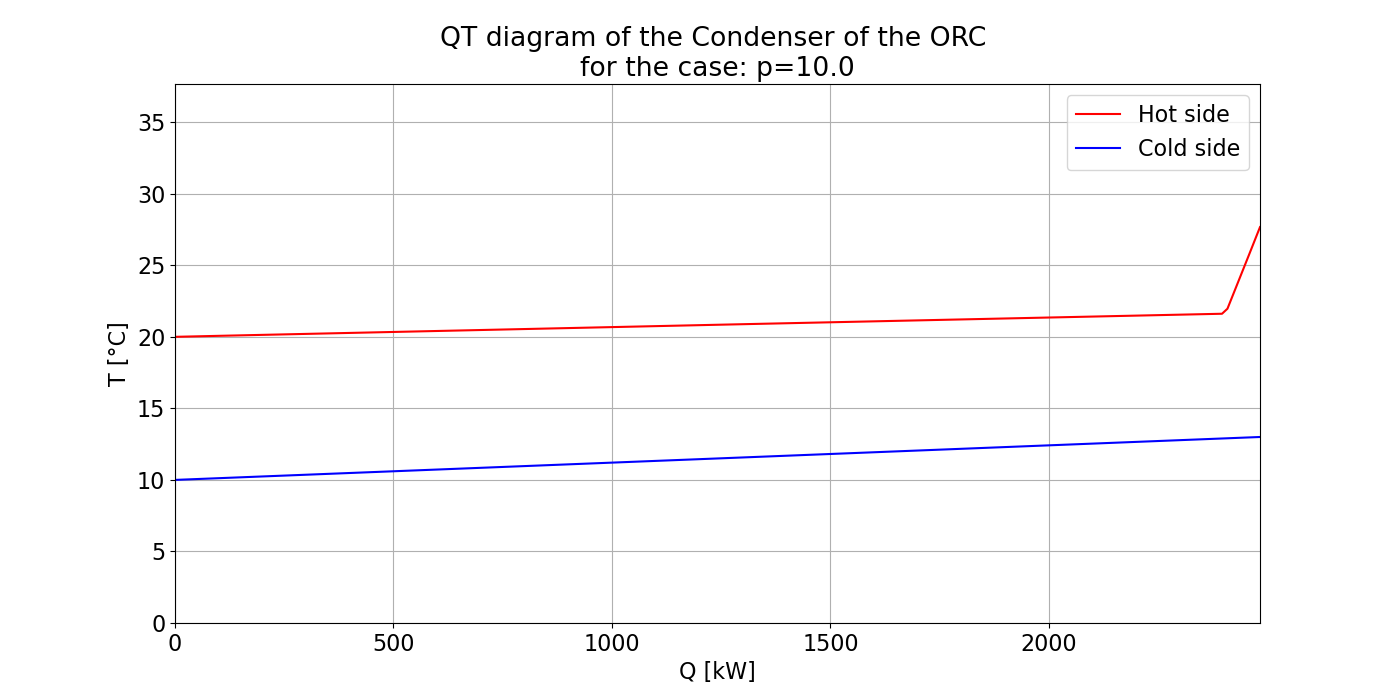 QT diagram of the Condenser of the ORC
for the case: p=10.0
Hot side
Cold side
35
30
25
20
15
10
5
0
T [°C]
0 500 1000 1500 2000
Q [kW]